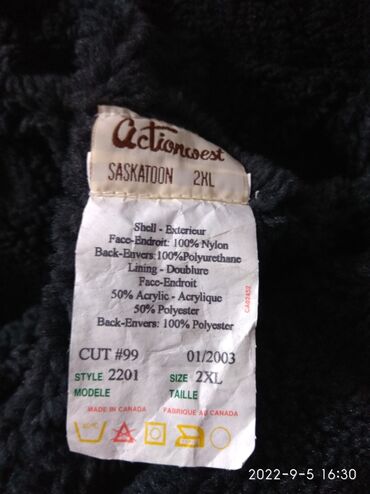 actionwest
SASKATOON 2XL
Shell - Exterieur
Face-Endroit: 100% Nylon
Back-Envers:100%Polyurethane
Lining - Doublure
Face-Endroit
50% Acrylic - Acrylique
50% Polyester
Back-Envers: 100% Polyester
CA02452
CUT #99 01/2003
STYLE 2201 SIZE 2XL
MODELE TAILLE
MADE IN CANADA FABRIQUE AU CANADA
2022-9-5 16:30